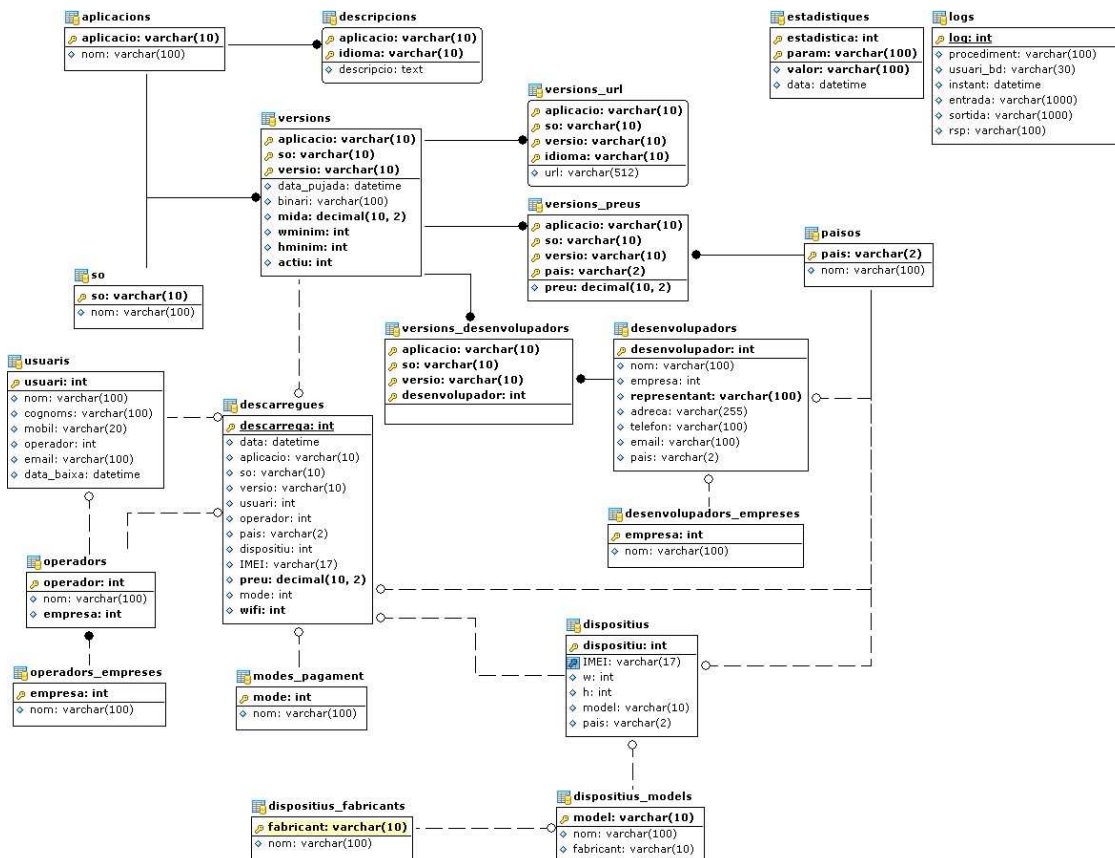 aplicacions
aplicacio: varchar(10)
nom: varchar(100)
descripcions
aplicacio: varchar(10)
idioma: varchar(10)
descripcio: text
estadistiques
estadistica: int
param: varchar(100)
valor: varchar(100)
data: datetime
logs
log: int
procediment: varchar(100)
usuari_bd: varchar(30)
instant: datetime
entrada: varchar(1000)
sortida: varchar(1000)
rsp: varchar(100)
versions
aplicacio: varchar(10)
so: varchar(10)
versio: varchar(10)
data_pujada: datetime
binari: varchar(100)
mida: decimal(10, 2)
wminim: int
hminim: int
actiu: int
versions_url
aplicacio: varchar(10)
so: varchar(10)
versio: varchar(10)
idioma: varchar(10)
url: varchar(512)
versions_preus
aplicacio: varchar(10)
so: varchar(10)
versio: varchar(10)
pais: varchar(2)
preu: decimal(10, 2)
paisos
pais: varchar(2)
nom: varchar(100)
so
so: varchar(10)
nom: varchar(100)
versions_desenvolupadors
aplicacio: varchar(10)
so: varchar(10)
versio: varchar(10)
desenvolupador: int
desenvolupadors
desenvolupador: int
nom: varchar(100)
empresa: int
representant: varchar(100)
adreca: varchar(255)
telefon: varchar(100)
email: varchar(100)
pais: varchar(2)
usuaris
usuari: int
nom: varchar(100)
cognoms: varchar(100)
mobil: varchar(20)
operador: int
email: varchar(100)
data_baixa: datetime
descarregues
descarrega: int
data: datetime
aplicacio: varchar(10)
so: varchar(10)
versio: varchar(10)
usuari: int
operador: int
pais: varchar(2)
dispositiu: int
IMEI: varchar(17)
preu: decimal(10, 2)
mode: int
wifi: int
desenvolupadors_empreses
empresa: int
nom: varchar(100)
operadors
operador: int
nom: varchar(100)
empresa: int
operadors_empreses
empresa: int
nom: varchar(100)
modes_pagament
mode: int
nom: varchar(100)
dispositius
dispositiu: int
IMEI: varchar(17)
w: int
h: int
model: varchar(10)
pais: varchar(2)
dispositius_fabricants
fabricant: varchar(10)
nom: varchar(100)
dispositius_models
model: varchar(10)
nom: varchar(100)
fabricant: varchar(10)